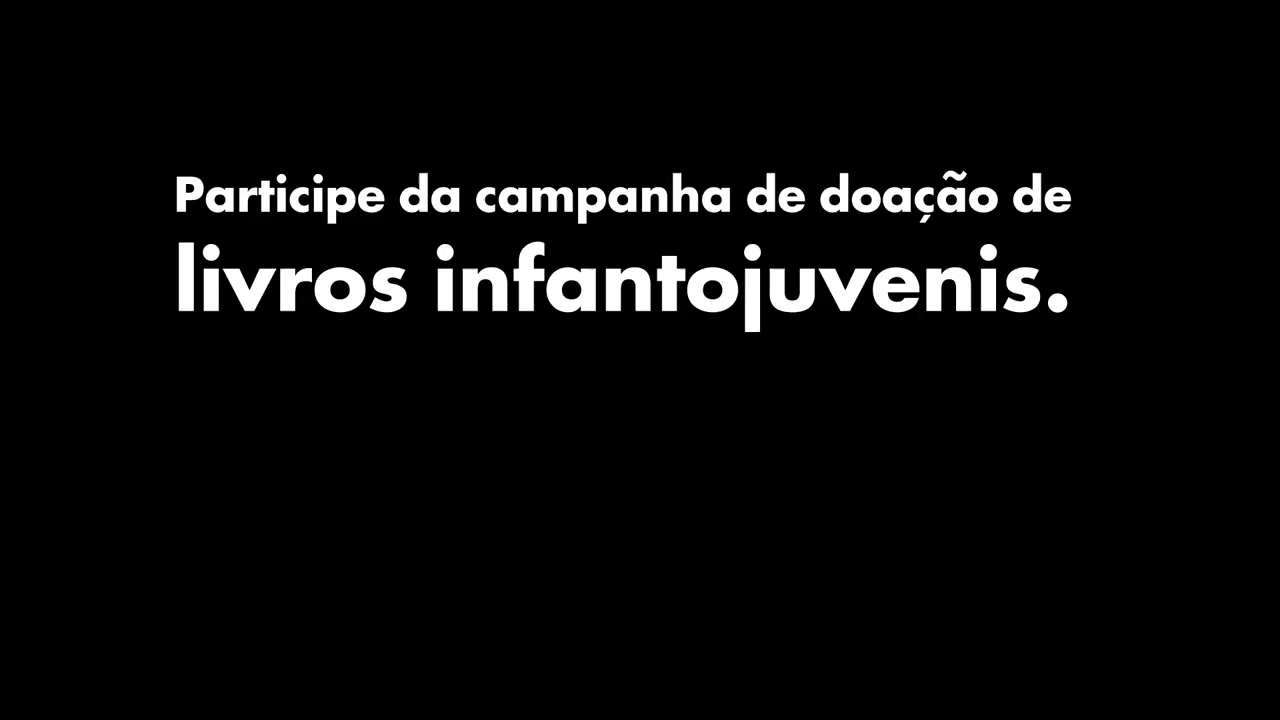 Participe da campanha de doação de
livros infantojuvenis.